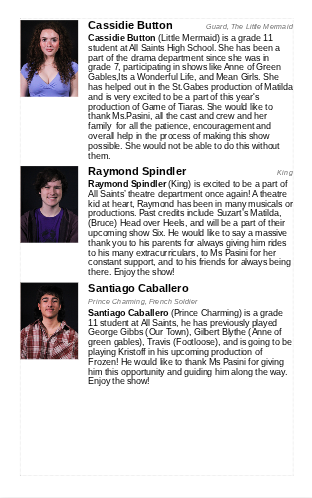 Cassidie Button Guard, The Little Mermaid
Cassidie Button (Little Mermaid) is a grade 11
student at All Saints High School. She has been a
part of the drama department since she was in
grade 7, participating in shows like Anne of Green
Gables,Its a Wonderful Life, and Mean Girls. She
has helped out in the St.Gabes production of Matilda
and is very excited to be a part of this year's
production of Game of Tiaras. She would like to
thank Ms.Pasini, all the cast and crew and her
family for all the patience, encouragement and
overall help in the process of making this show
possible. She would not be able to do this without
them.
Raymond Spindler King
Raymond Spindler (King) is excited to be a part of
All Saints' theatre department once again! A theatre
kid at heart, Raymond has been in many musicals or
productions. Past credits include Suzart's Matilda,
(Bruce) Head over Heels, and will be a part of their
upcoming show Six. He would like to say a massive
thank you to his parents for always giving him rides
to his many extracurriculars, to Ms Pasini for her
constant support, and to his friends for always being
there. Enjoy the show!
Santiago Caballero
Prince Charming, French Soldier
Santiago Caballero (Prince Charming) is a grade
11 student at All Saints, he has previously played
George Gibbs (Our Town), Gilbert Blythe (Anne of
green gables), Travis (Footloose), and is going to be
playing Kristoff in his upcoming production of
Frozen! He would like to thank Ms Pasini for giving
him this opportunity and guiding him along the way.
Enjoy the show!